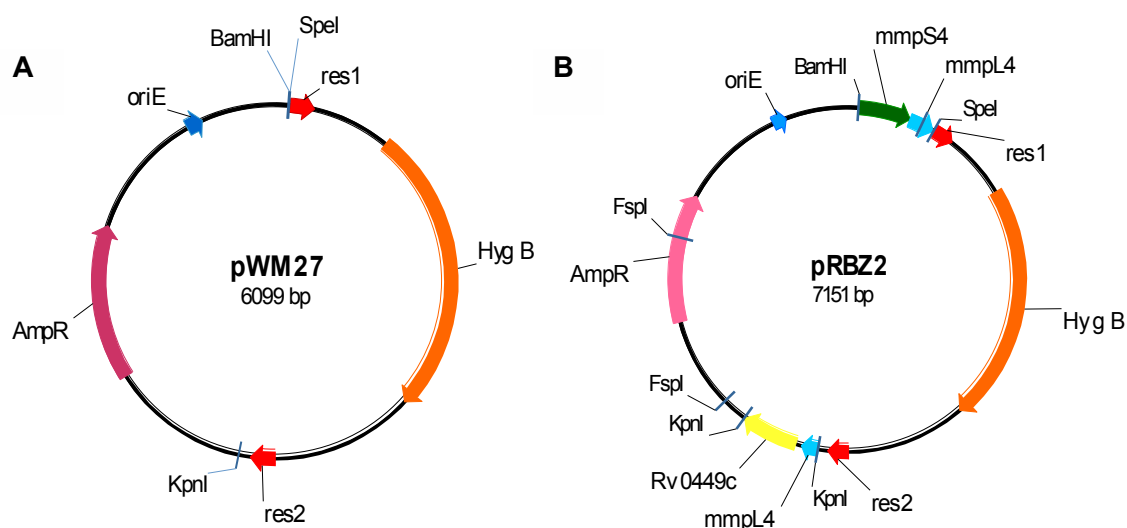 A
BamHI
SpeI
res1
oriE
Hyg B
pWM27
6099 bp
AmpR
KpnI
res2
B
mmpS4
BamHI
mmpL4
oriE
SpeI
res1
FspI
AmpR
pRBZ2
7151 bp
Hyg B
FspI
KpnI
Rv0449c
mmpL4
KpnI
res2